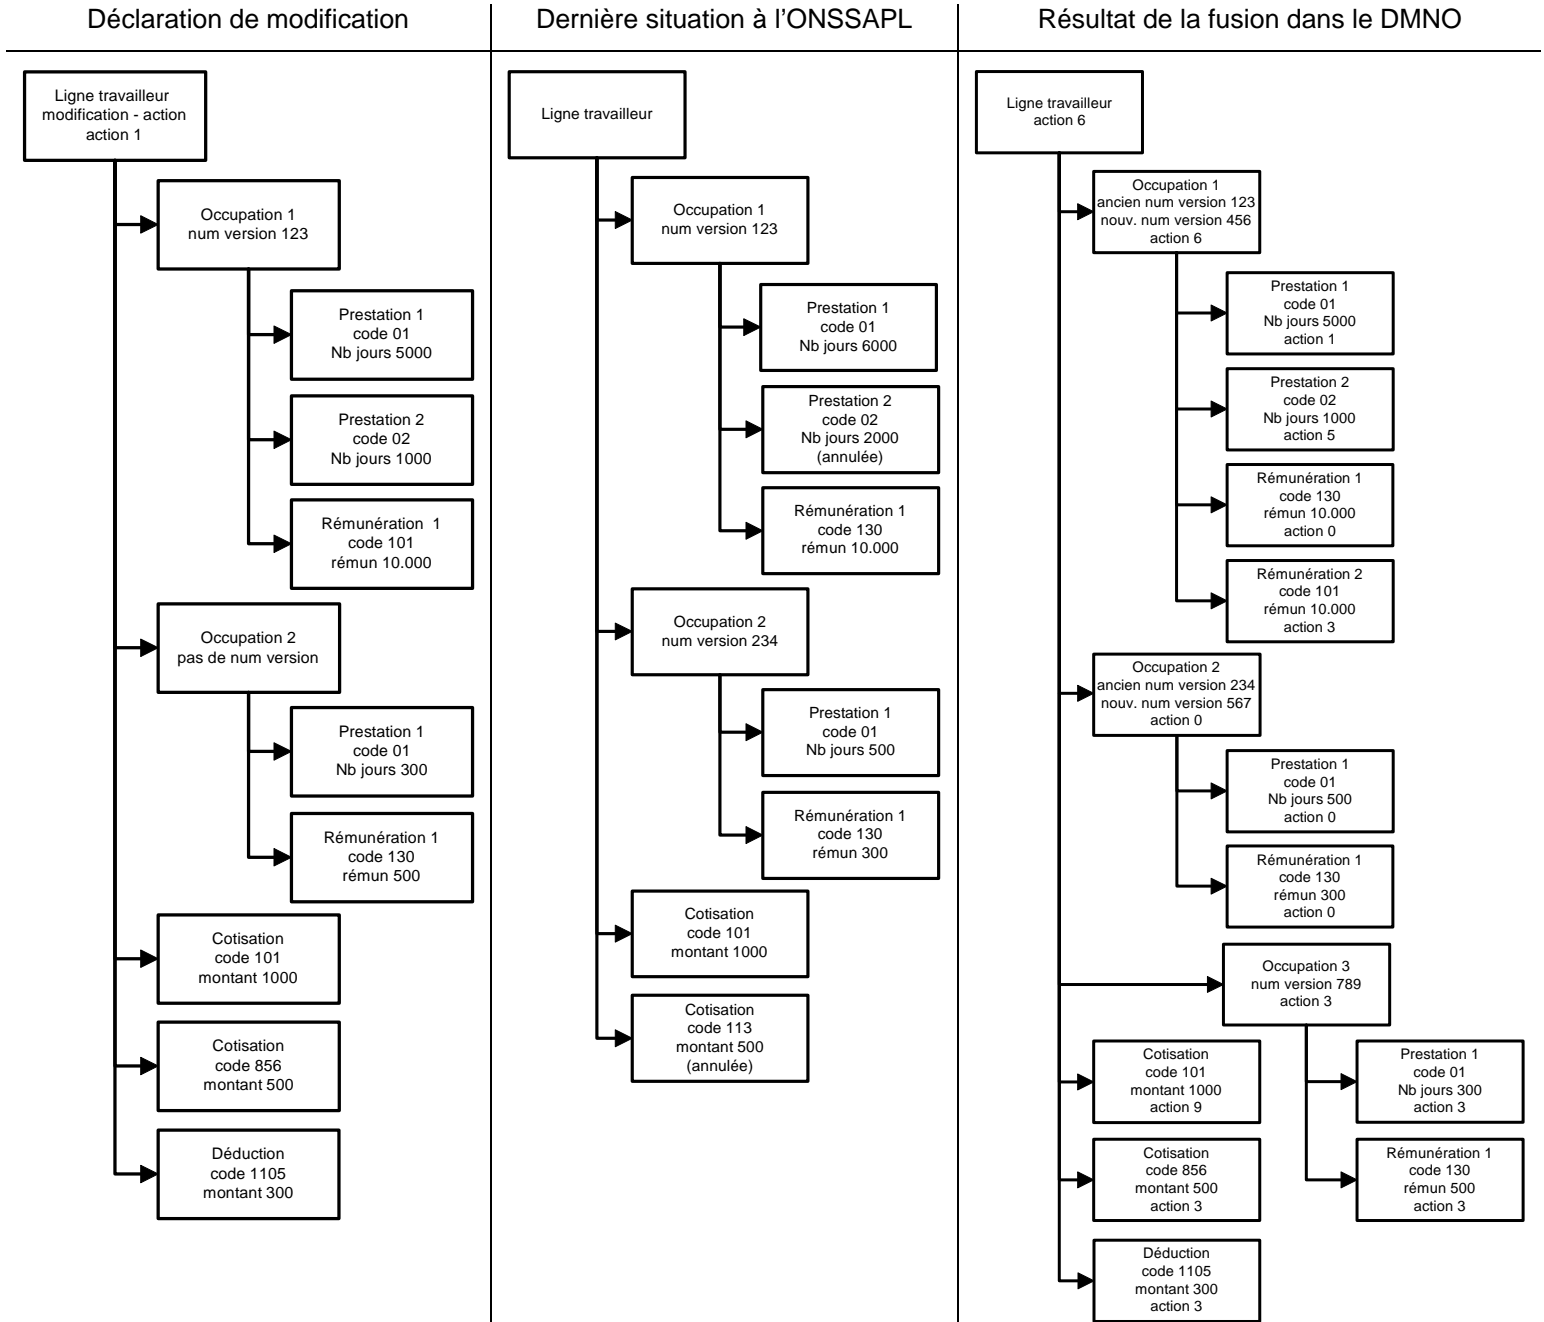 Déclaration de modification
Ligne travailleur
modification - action
action 1
Occupation 1
num version 123
Prestation 1
code 01
Nb jours 5000
Prestation 2
code 02
Nb jours 1000
Rémunération 1
code 101
rémun 10.000
Occupation 2
pas de num version
Prestation 1
code 01
Nb jours 300
Rémunération 1
code 130
rémun 500
Cotisation
code 101
montant 1000
Cotisation
code 856
montant 500
Déduction
code 1105
montant 300
Dernière situation à l'ONSSAPL
Ligne travailleur
Occupation 1
num version 123
Prestation 1
code 01
Nb jours 6000
Prestation 2
code 02
Nb jours 2000
(annulée)
Rémunération 1
code 130
rémun 10.000
Occupation 2
num version 234
Prestation 1
code 01
Nb jours 500
Rémunération 1
code 130
rémun 300
Cotisation
code 101
montant 1000
Cotisation
code 113
montant 500
(annulée)
Résultat de la fusion dans le DMNO
Ligne travailleur
action 6
Occupation 1
ancien num version 123
nouv. num version 456
action 6
Prestation 1
code 01
Nb jours 5000
action 1
Prestation 2
code 02
Nb jours 1000
action 5
Rémunération 1
code 130
rémun 10.000
action 0
Rémunération 2
code 101
rémun 10.000
action 3
Occupation 2
ancien num version 234
nouv. num version 567
action 0
Prestation 1
code 01
Nb jours 500
action 0
Rémunération 1
code 130
rémun 300
action 0
Occupation 3
num version 789
action 3
Prestation 1
code 01
Nb jours 300
action 3
Rémunération 1
code 130
rémun 500
action 3
Cotisation
code 101
montant 1000
action 9
Cotisation
code 856
montant 500
action 3
Déduction
code 1105
montant 300
action 3